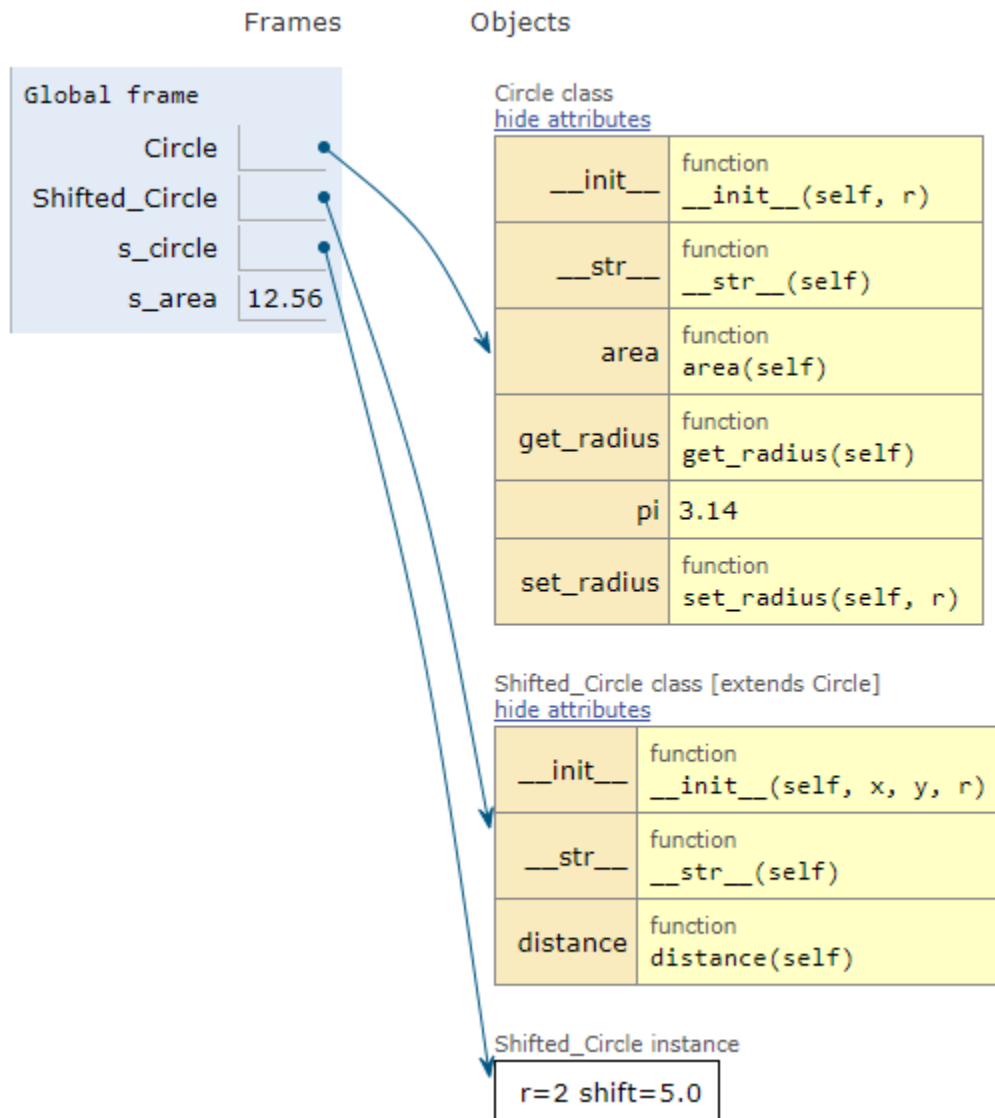 Frames Objects
Global frame
Circle
Shifted_Circle
s_circle
s_area 12.56
Circle class
hide attributes
__init__ function
__init__(self, r)
__str__ function
__str__(self)
area function
area(self)
get_radius function
get_radius(self)
pi 3.14
set_radius function
set_radius(self, r)
Shifted_Circle class [extends Circle]
hide attributes
__init__ function
__init__(self, x, y, r)
__str__ function
__str__(self)
distance function
distance(self)
Shifted_Circle instance
r=2 shift=5.0